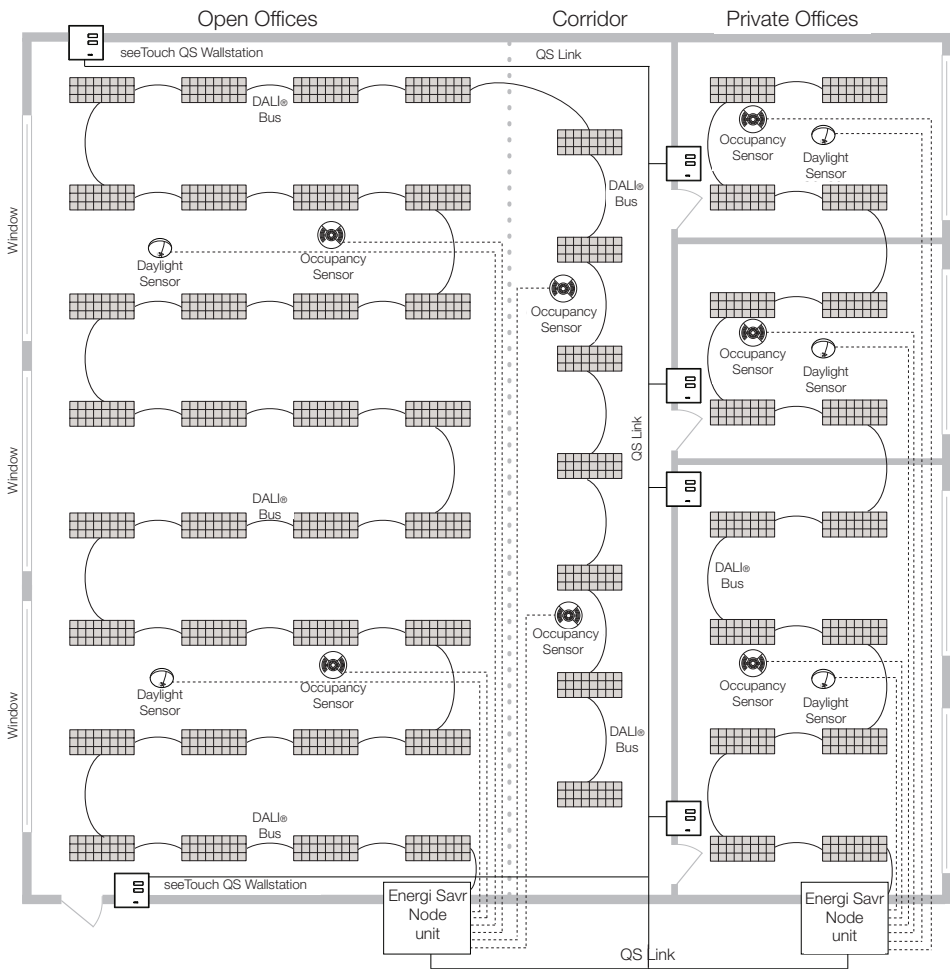 Open Offices
Corridor
Private Offices
seeTouch QS Wallstation
QS Link
DALI®
Bus
Occupancy
Sensor
Daylight
Sensor
DALI®
Bus
Window
Daylight
Sensor
Occupancy
Sensor
Occupancy
Sensor
Occupancy
Sensor
Daylight
Sensor
QS Link
Window
DALI®
Bus
DALI®
Bus
Occupancy
Sensor
Window
Daylight
Sensor
Occupancy
Sensor
Occupancy
Sensor
Daylight
Sensor
DALI®
Bus
DALI®
Bus
seeTouch QS Wallstation
Energi Savr
Node
unit
Energi Savr
Node
unit
QS Link